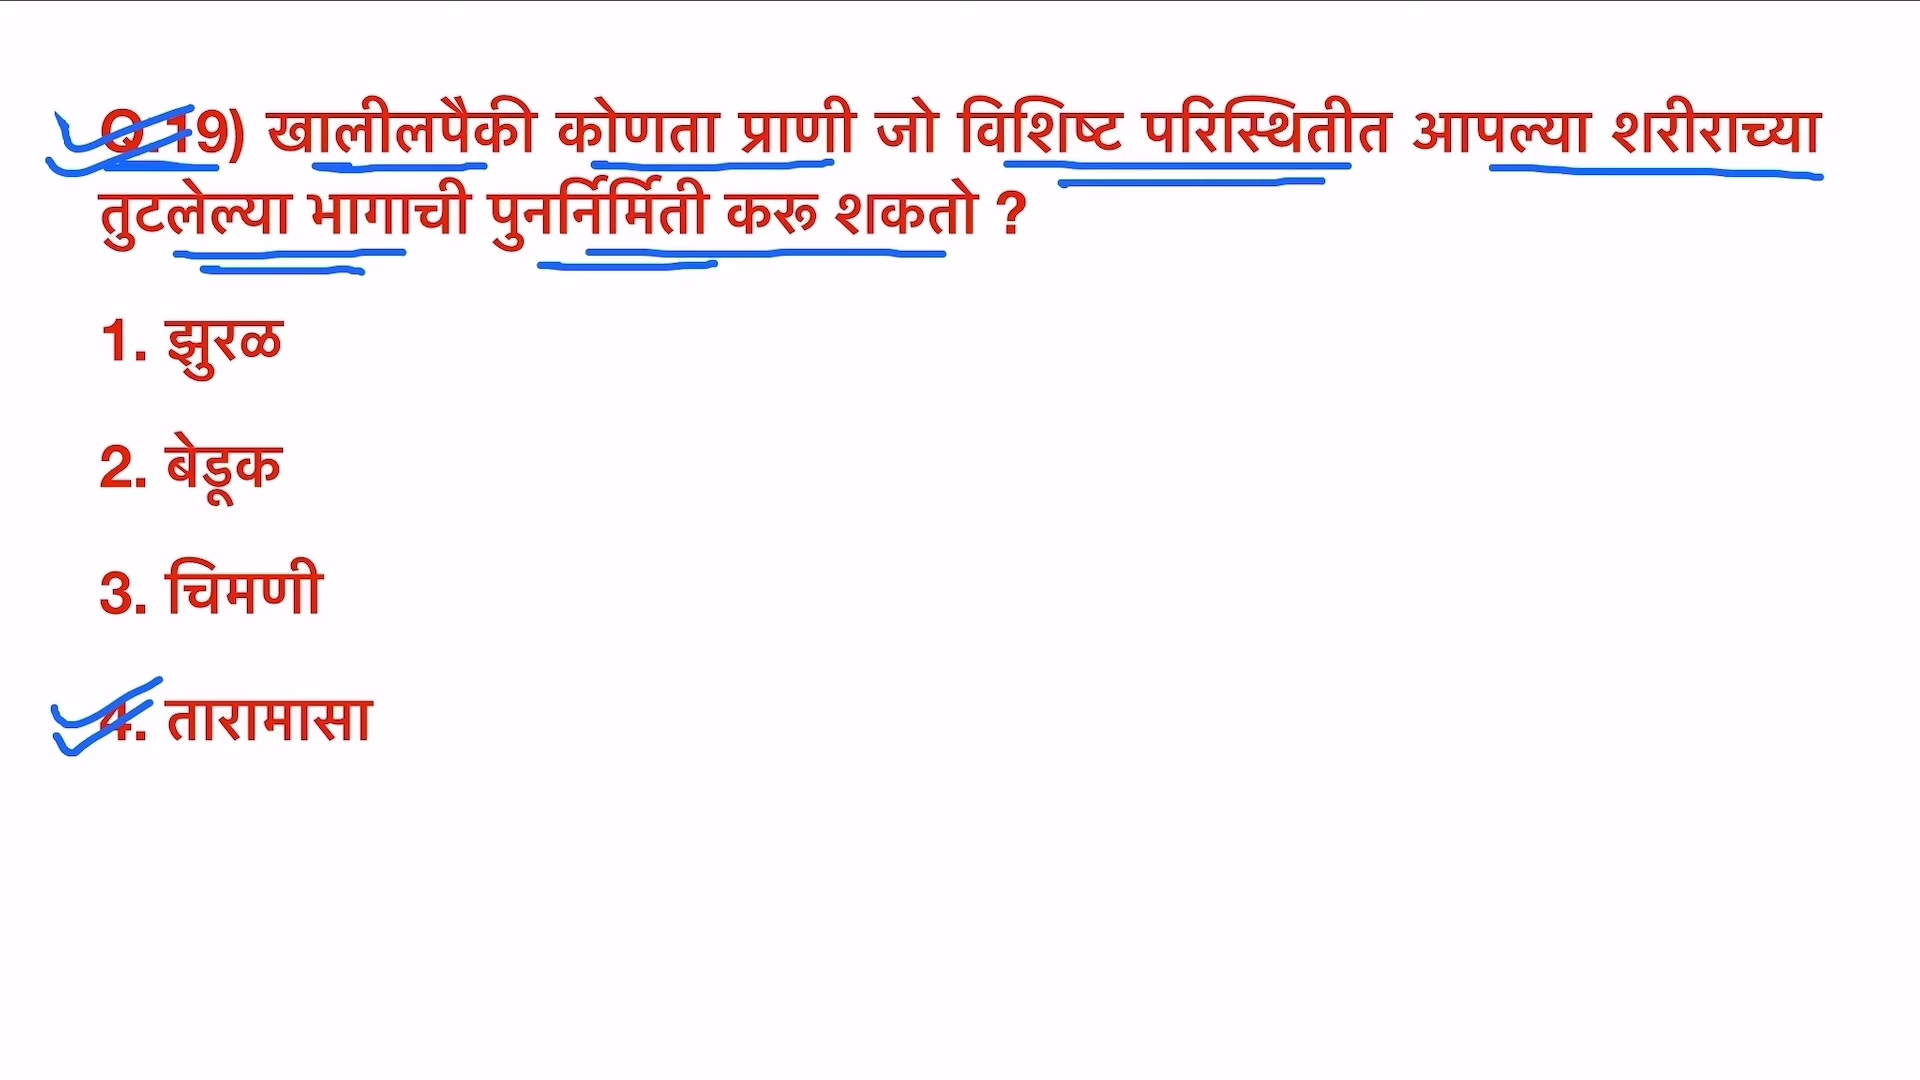 Q.19) खालीलपैकी कोणता प्राणी जो विशिष्ट परिस्थितीत आपल्या शरीराच्या
तुटलेल्या भागाची पुनर्निर्मिती करू शकतो ?
1. झुरळ
2. बेडूक
3. चिमणी
4. तारामासा